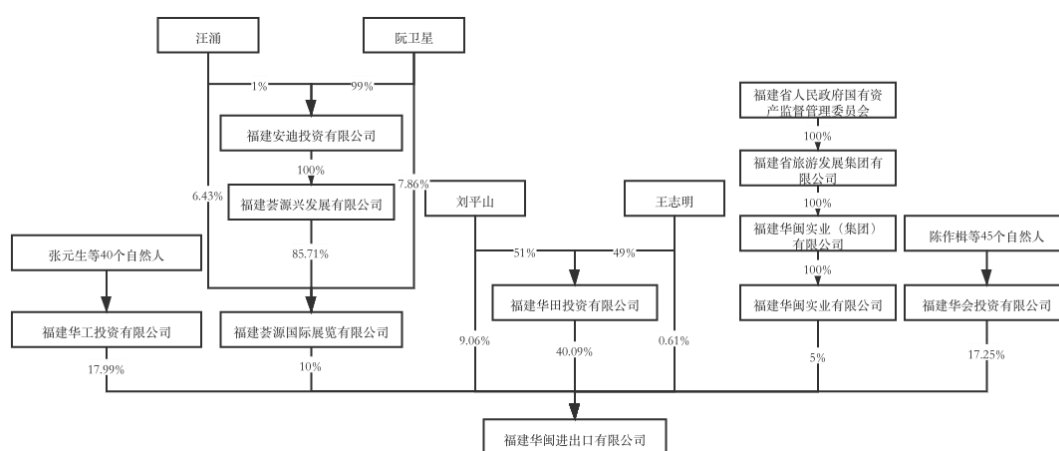 汪涌
阮卫星
1%
99%
福建省人民政府国有资
产监督管理委员会
福建安迪投资有限公司
100%
100%
福建省旅游发展集团有
限公司
6.43%
7.86%
福建荟源兴发展有限公司
刘平山
王志明
100%
福建华闽实业（集团）
有限公司
陈作楫等45个自然人
张元生等40个自然人
85.71%
51%
49%
100%
福建华田投资有限公司
福建华闽实业有限公司
福建华会投资有限公司
福建华工投资有限公司
福建荟源国际展览有限公司
9.06%
40.09%
0.61%
5%
17.25%
17.99%
10%
福建华闽进出口有限公司